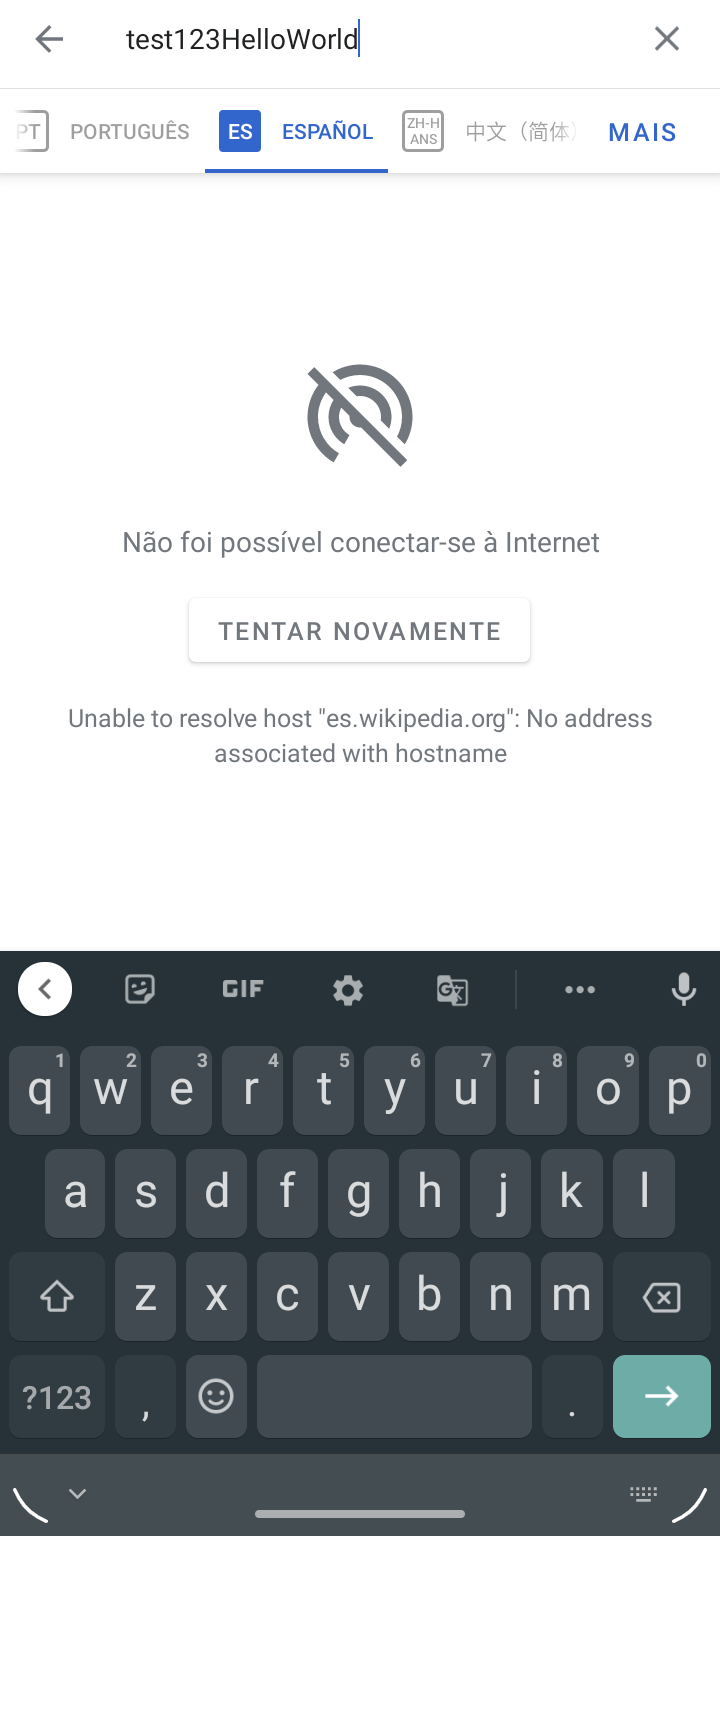 test123HelloWorld
PT PORTUGUÊS ES ESPAÑOL ZH-HANS 中文 (简体) MAIS
Não foi possível conectar-se à Internet
TENTAR NOVAMENTE
Unable to resolve host "es.wikipedia.org": No address
associated with hostname
GIF G
1 2 3 4 5 6 7 8 9 0
q w e r t y u i o p
a s d f g h j k l
z x c v b n m
?123 , .